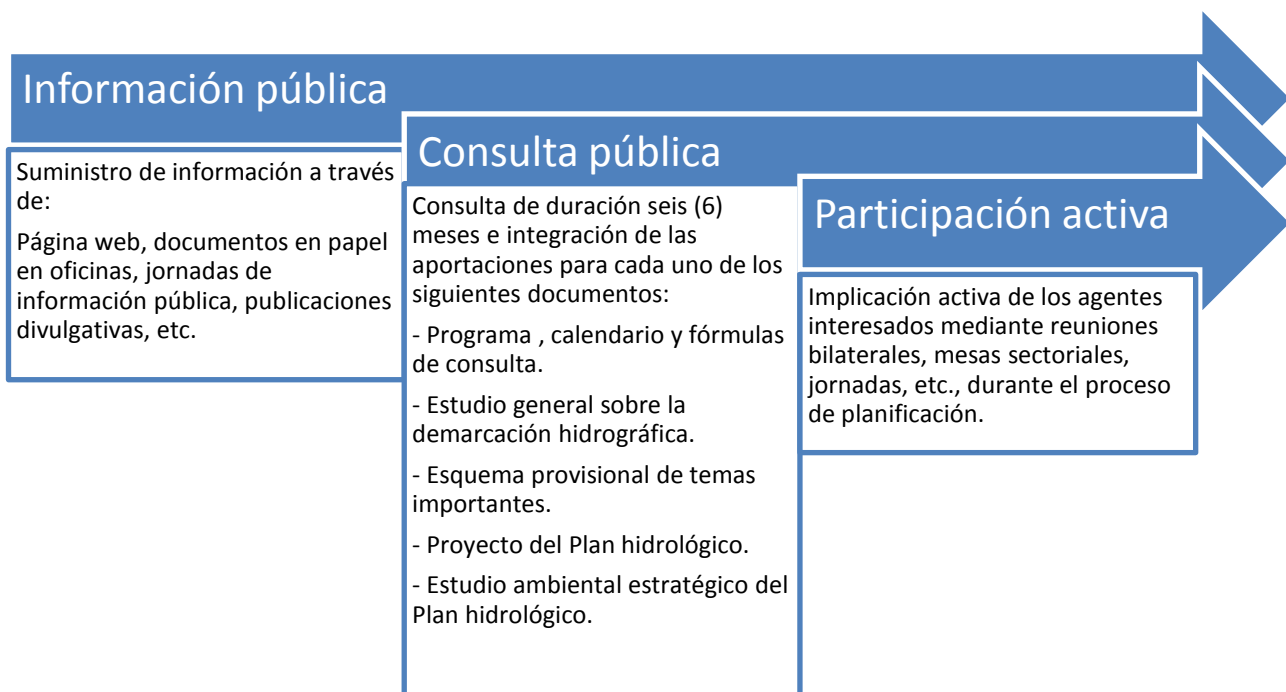 Información pública
Suministro de información a través
de:
Página web, documentos en papel
en oficinas, jornadas de
información pública, publicaciones
divulgativas, etc.
Consulta pública
Consulta de duración seis (6)
meses e integración de las
aportaciones para cada uno de los
siguientes documentos:
- Programa , calendario y fórmulas
de consulta.
- Estudio general sobre la
demarcación hidrográfica.
- Esquema provisional de temas
importantes.
- Proyecto del Plan hidrológico.
- Estudio ambiental estratégico del
Plan hidrológico.
Participación activa
Implicación activa de los agentes
interesados mediante reuniones
bilaterales, mesas sectoriales,
jornadas, etc., durante el proceso
de planificación.